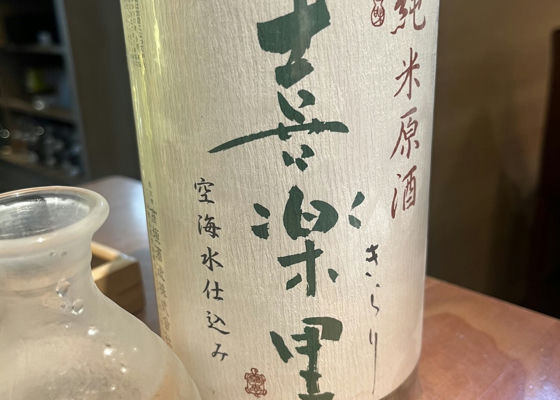 純米原酒
喜楽里
きらり
空海水仕込み